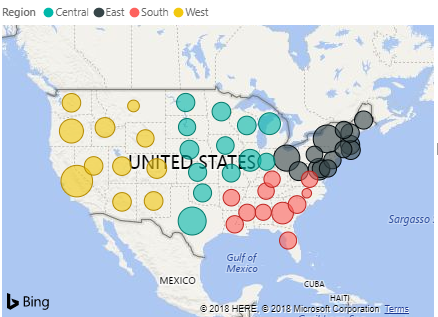 Region Central East South West
UNITED STATES
Sargasso
Gulf of
Mexico
MEXICO
CUBA
HAITI
Bing
© 2018 HERE, © 2018 Microsoft Corporation Terms